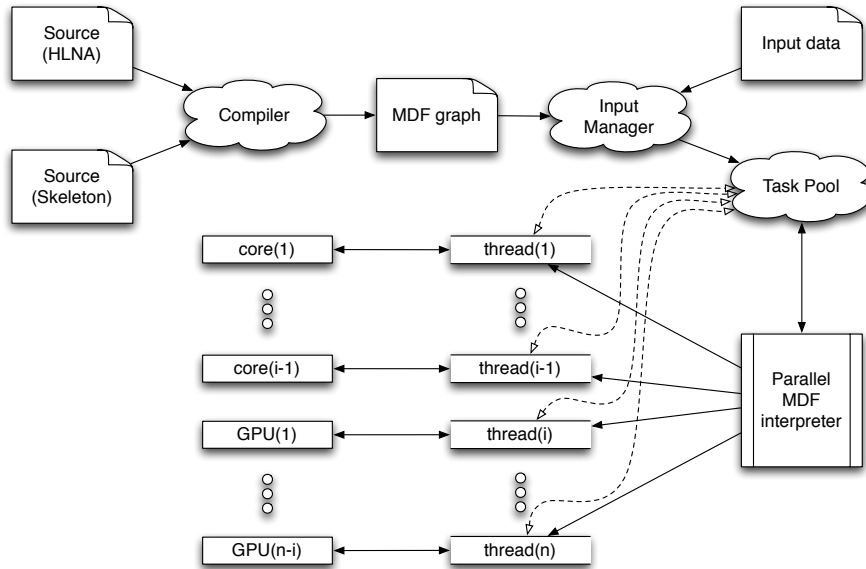 Source
(HLNA)
Input data
Compiler
MDF graph
Input
Manager
Source
(Skeleton)
Task Pool
core(1)
thread(1)
core(i-1)
thread(i-1)
Parallel
MDF
interpreter
GPU(1)
thread(i)
GPU(n-i)
thread(n)